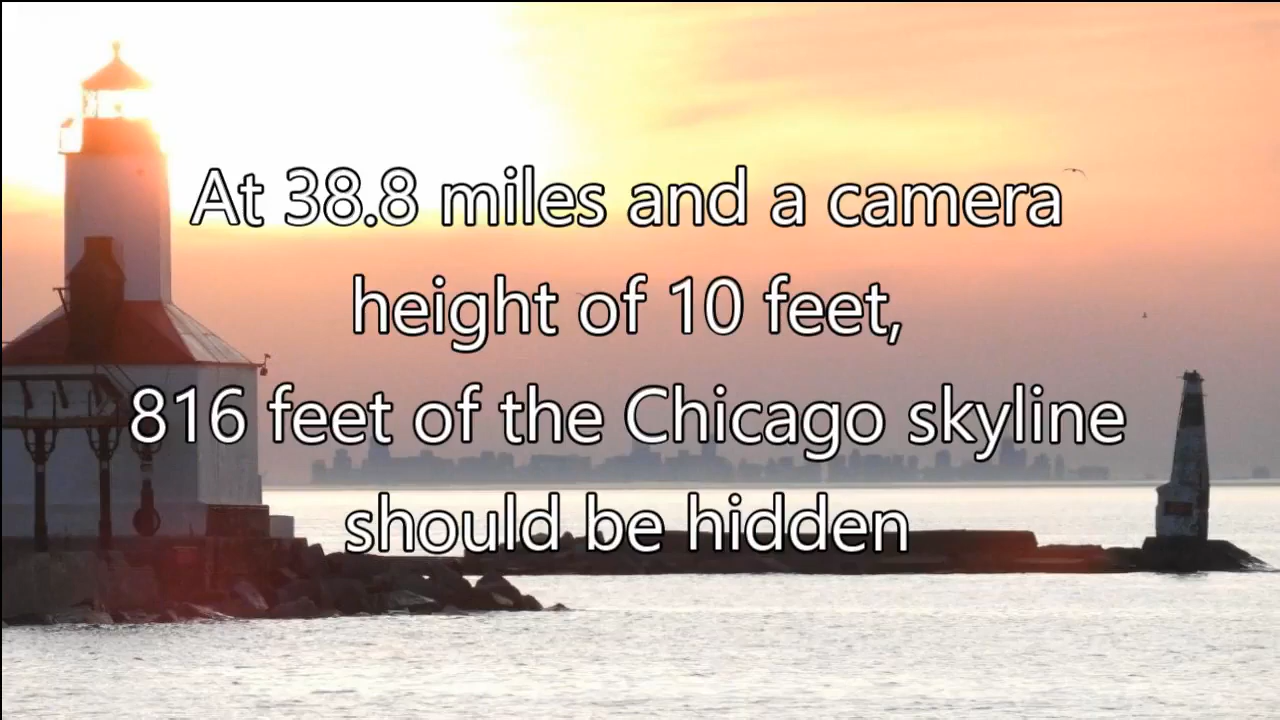 At 38.8 miles and a camera
height of 10 feet,
816 feet of the Chicago skyline
should be hidden